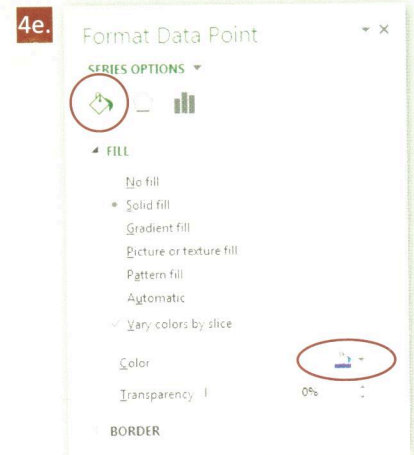 4e.
Format Data Point
SERIES OPTIONS
FILL
No fill
Solid fill
Gradient fill
Picture or texture fill
Pattern fill
Automatic
Vary colors by slice
Color
Transparency 0%
BORDER